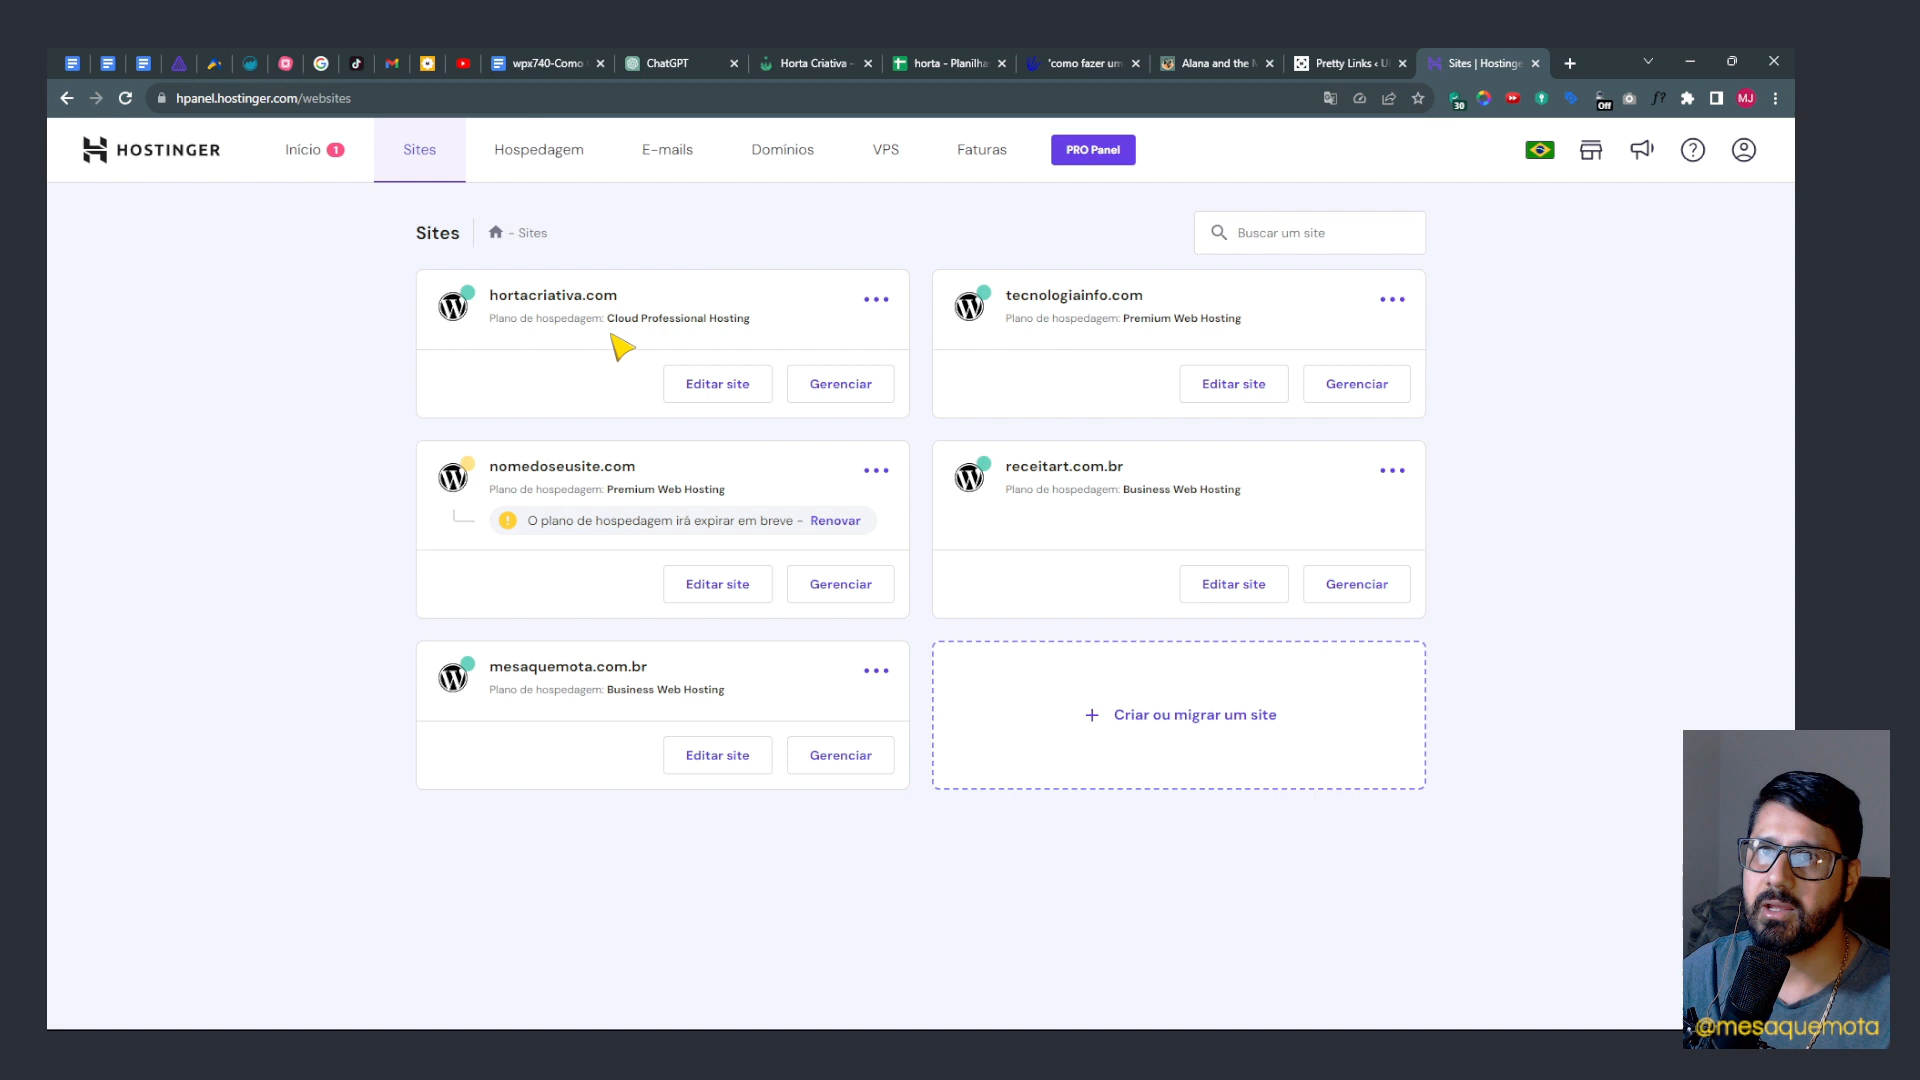 wpx740-Como
ChatGPT
Horta Criativa -
horta - Planilha
'como fazer um
Alana and the
Pretty Links ‹ U
Sites | Hostinge
hpanel.hostinger.com/websites
30
Off
f?
MJ
HOSTINGER
Início 1
Sites
Hospedagem
E-mails
Domínios
VPS
Faturas
PRO Panel
Sites
- Sites
Buscar um site
hortacriativa.com
Plano de hospedagem: Cloud Professional Hosting
Editar site
Gerenciar
tecnologiainfo.com
Plano de hospedagem: Premium Web Hosting
Editar site
Gerenciar
nomedoseusite.com
Plano de hospedagem: Premium Web Hosting
! O plano de hospedagem irá expirar em breve - Renovar
Editar site
Gerenciar
receitart.com.br
Plano de hospedagem: Business Web Hosting
Editar site
Gerenciar
mesaquemota.com.br
Plano de hospedagem: Business Web Hosting
Editar site
Gerenciar
+ Criar ou migrar um site
@mesaquemota